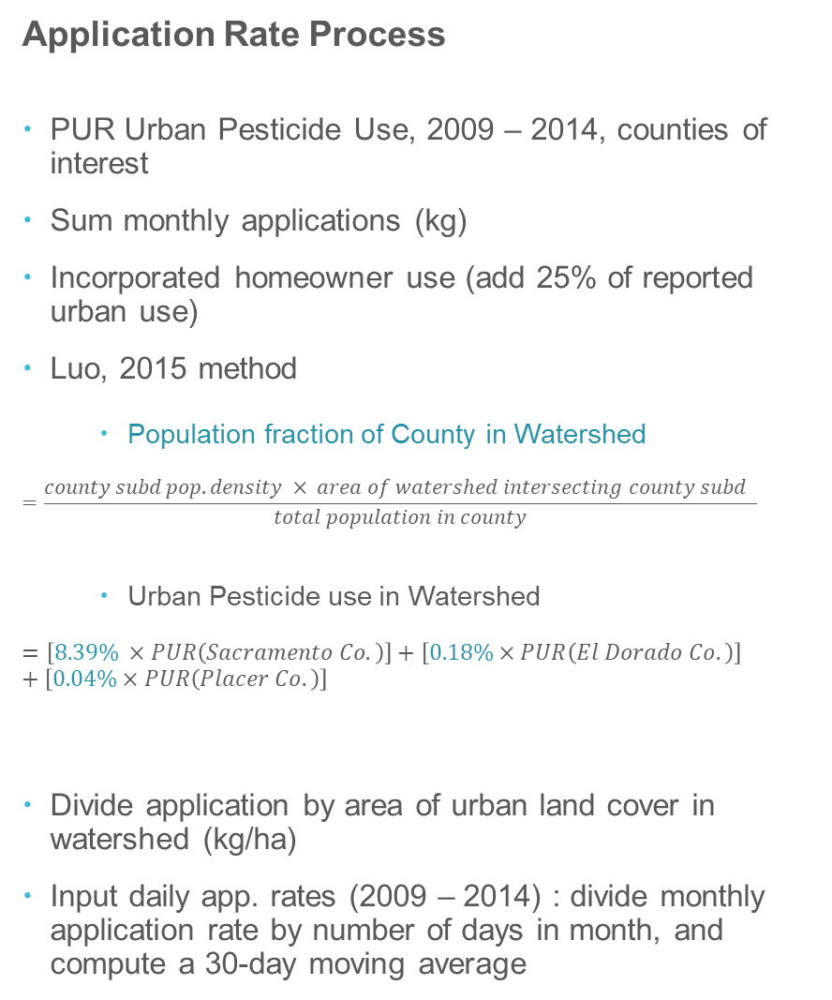 Application Rate Process
• PUR Urban Pesticide Use, 2009 – 2014, counties of
interest
• Sum monthly applications (kg)
• Incorporated homeowner use (add 25% of reported
urban use)
• Luo, 2015 method
• Population fraction of County in Watershed
= county subd pop. density × area of watershed intersecting county subd
total population in county
• Urban Pesticide use in Watershed
= [8.39% × PUR(Sacramento Co.)] + [0.18% × PUR(El Dorado Co.)]
+ [0.04% × PUR(Placer Co.)]
• Divide application by area of urban land cover in
watershed (kg/ha)
• Input daily app. rates (2009 – 2014) : divide monthly
application rate by number of days in month, and
compute a 30-day moving average